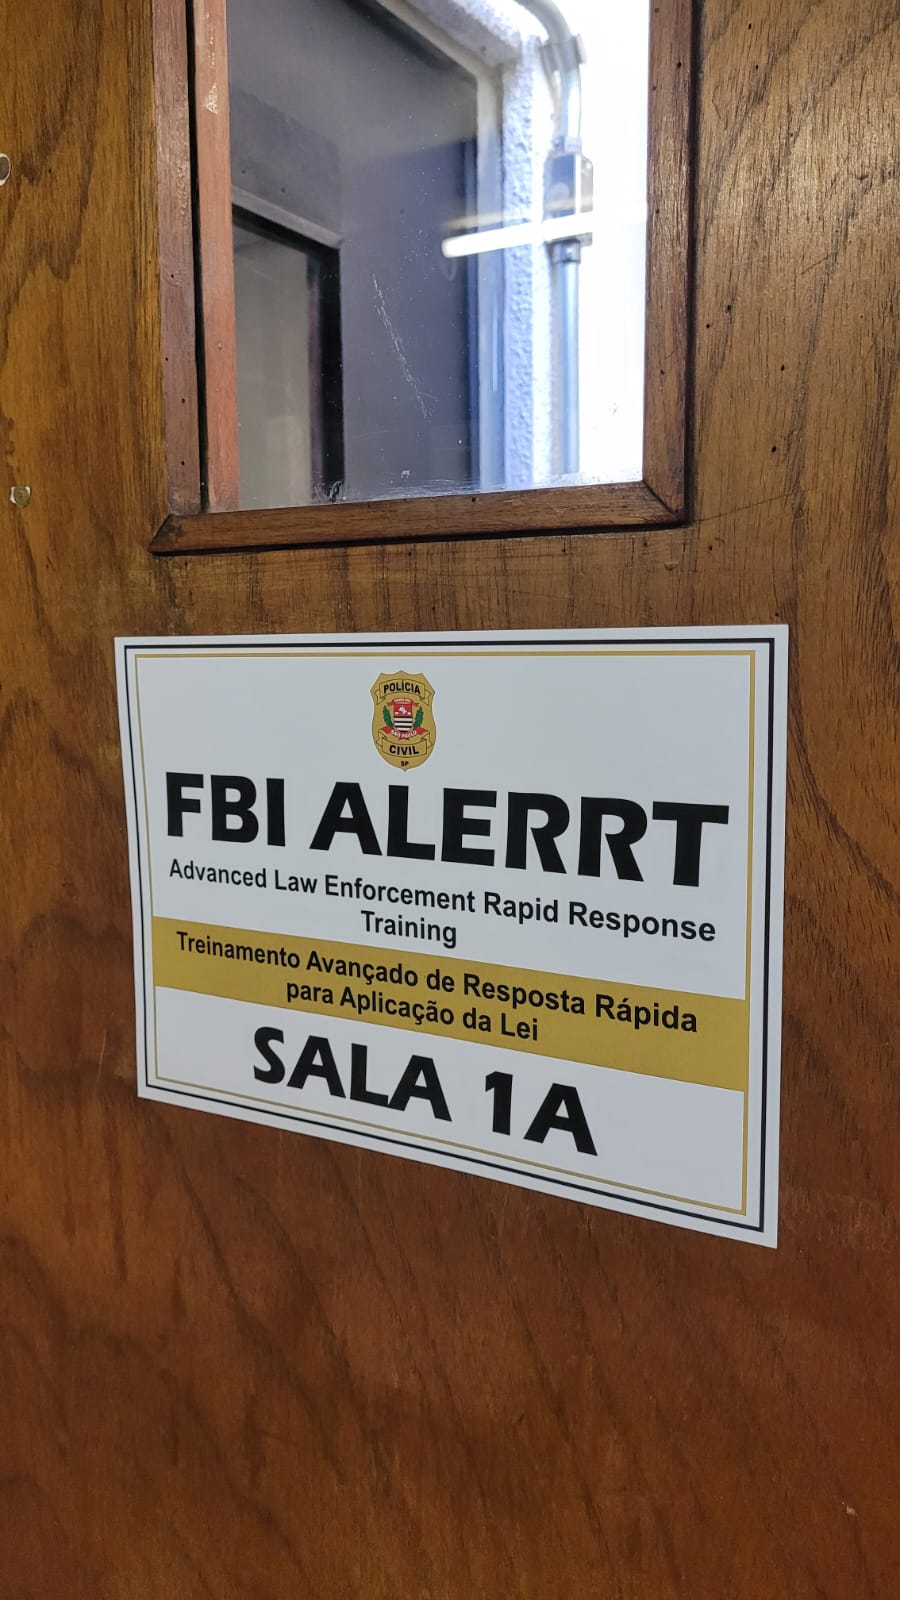 POLÍCIA
SÃO PAULO
CIVIL
SP
FBI ALERRT
Advanced Law Enforcement Rapid Response
Training
Treinamento Avançado de Resposta Rápida
para Aplicação da Lei
SALA 1A